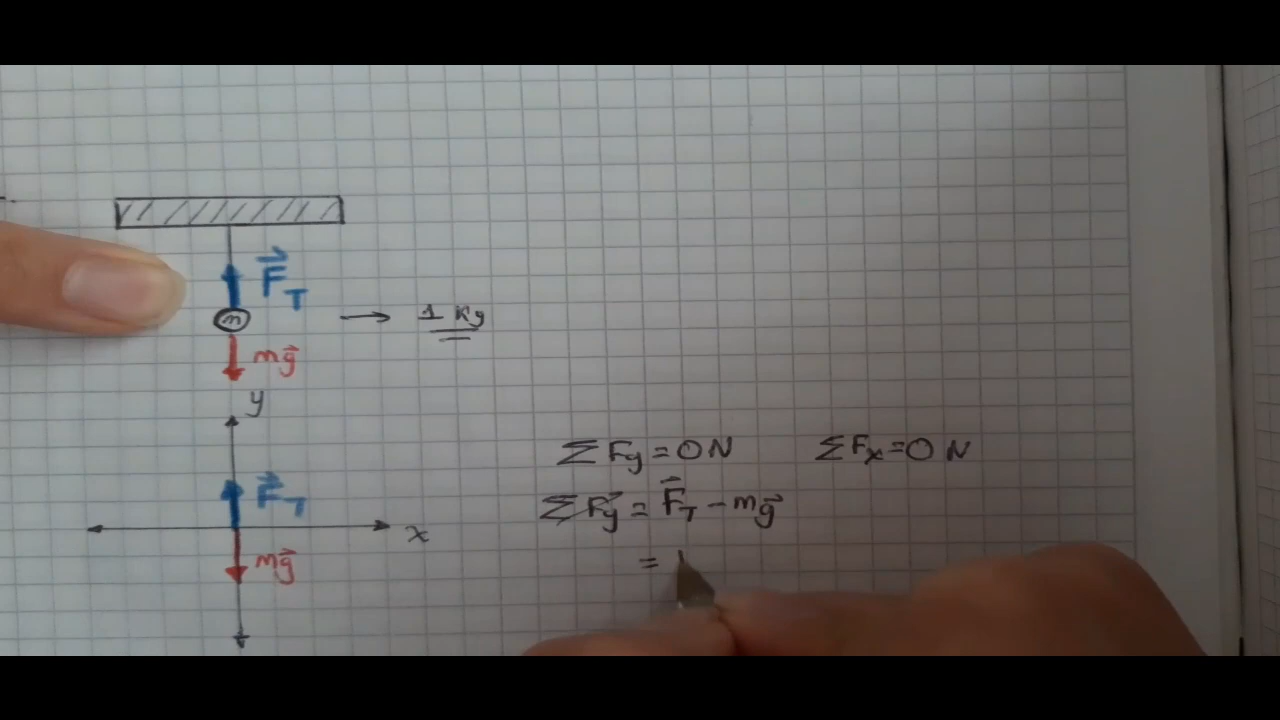 F⃗T
m
→ 1 Kg
mg⃗
y
ΣFy = 0 N ΣFx = 0 N
F⃗T
ΣF⃗y = F⃗T - mg⃗
x
mg⃗
=